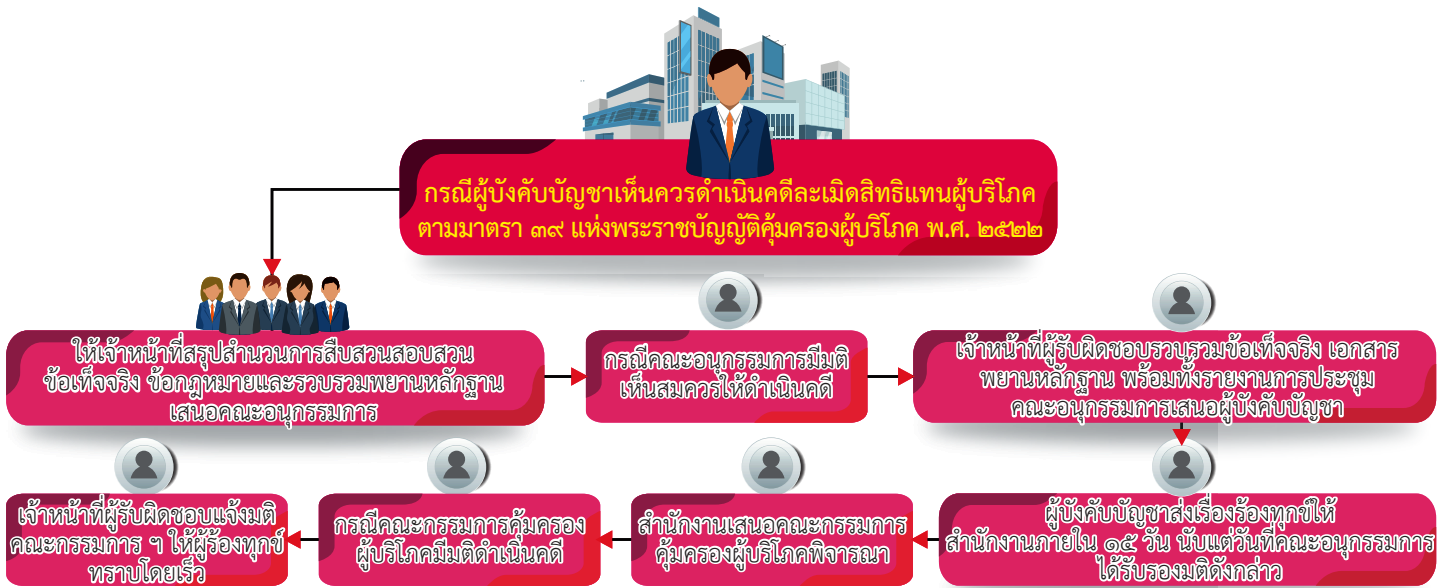 กรณีผู้บังคับบัญชาเห็นควรดำเนินคดีละเมิดสิทธิแทนผู้บริโภค
ตามมาตรา ๓๙ แห่งพระราชบัญญัติคุ้มครองผู้บริโภค พ.ศ. ๒๕๒๒
ให้เจ้าหน้าที่สรุปสำนวนการสืบสวนสอบสวน
ข้อเท็จจริง ข้อกฎหมายและรวบรวมพยานหลักฐาน
เสนอคณะอนุกรรมการ
กรณีคณะอนุกรรมการมีมติ
เห็นสมควรให้ดำเนินคดี
เจ้าหน้าที่ผู้รับผิดชอบรวบรวมข้อเท็จจริง เอกสาร
พยานหลักฐาน พร้อมทั้งรายงานการประชุม
คณะอนุกรรมการเสนอผู้บังคับบัญชา
ผู้บังคับบัญชาส่งเรื่องร้องทุกข์ให้
สำนักงานภายใน ๑๕ วัน นับแต่วันที่คณะอนุกรรมการ
ได้รับรองมติดังกล่าว
สำนักงานเสนอคณะกรรมการ
คุ้มครองผู้บริโภคพิจารณา
กรณีคณะกรรมการคุ้มครอง
ผู้บริโภคมีมติดำเนินคดี
เจ้าหน้าที่ผู้รับผิดชอบแจ้งมติ
คณะกรรมการ ฯ ให้ผู้ร้องทุกข์
ทราบโดยเร็ว